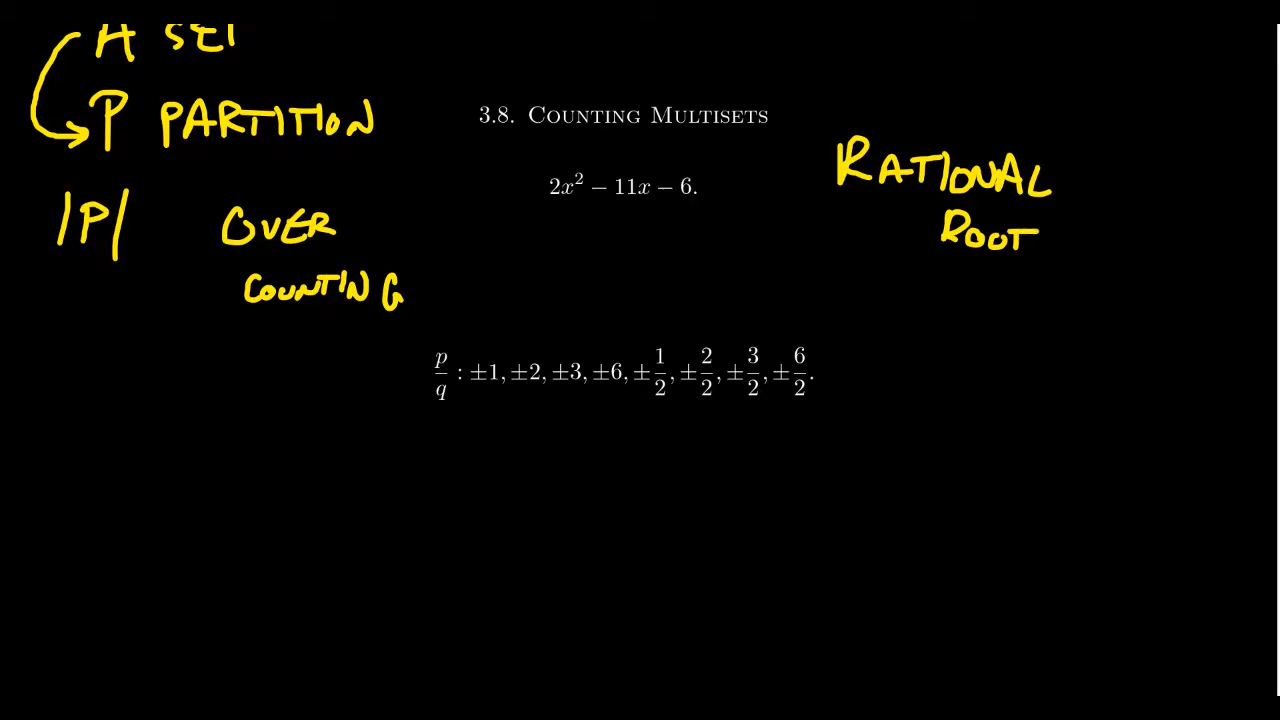 A SET
P PARTITION
|P| OVER
COUNTING
3.8. COUNTING MULTISETS
2x² − 11x − 6.
RATIONAL
ROOT
p/q : ±1, ±2, ±3, ±6, ±1/2, ±2/2, ±3/2, ±6/2.